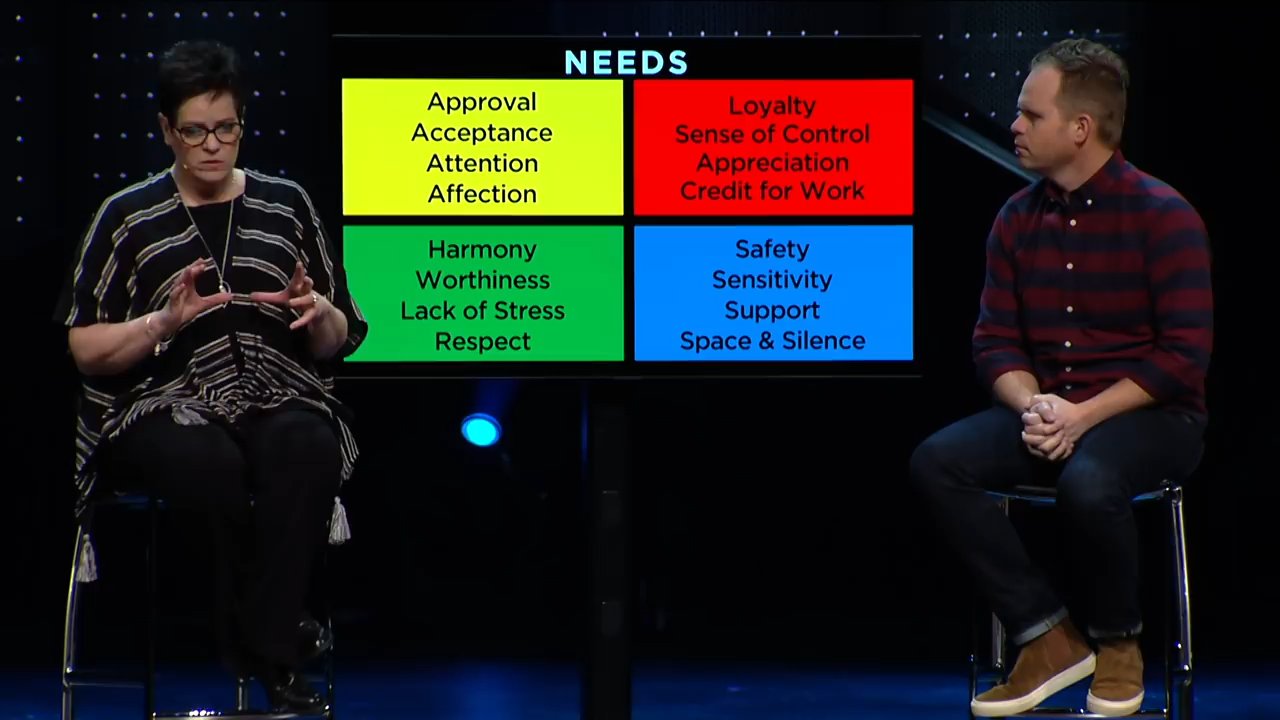 NEEDS
Approval
Acceptance
Attention
Affection
Loyalty
Sense of Control
Appreciation
Credit for Work
Harmony
Worthiness
Lack of Stress
Respect
Safety
Sensitivity
Support
Space & Silence